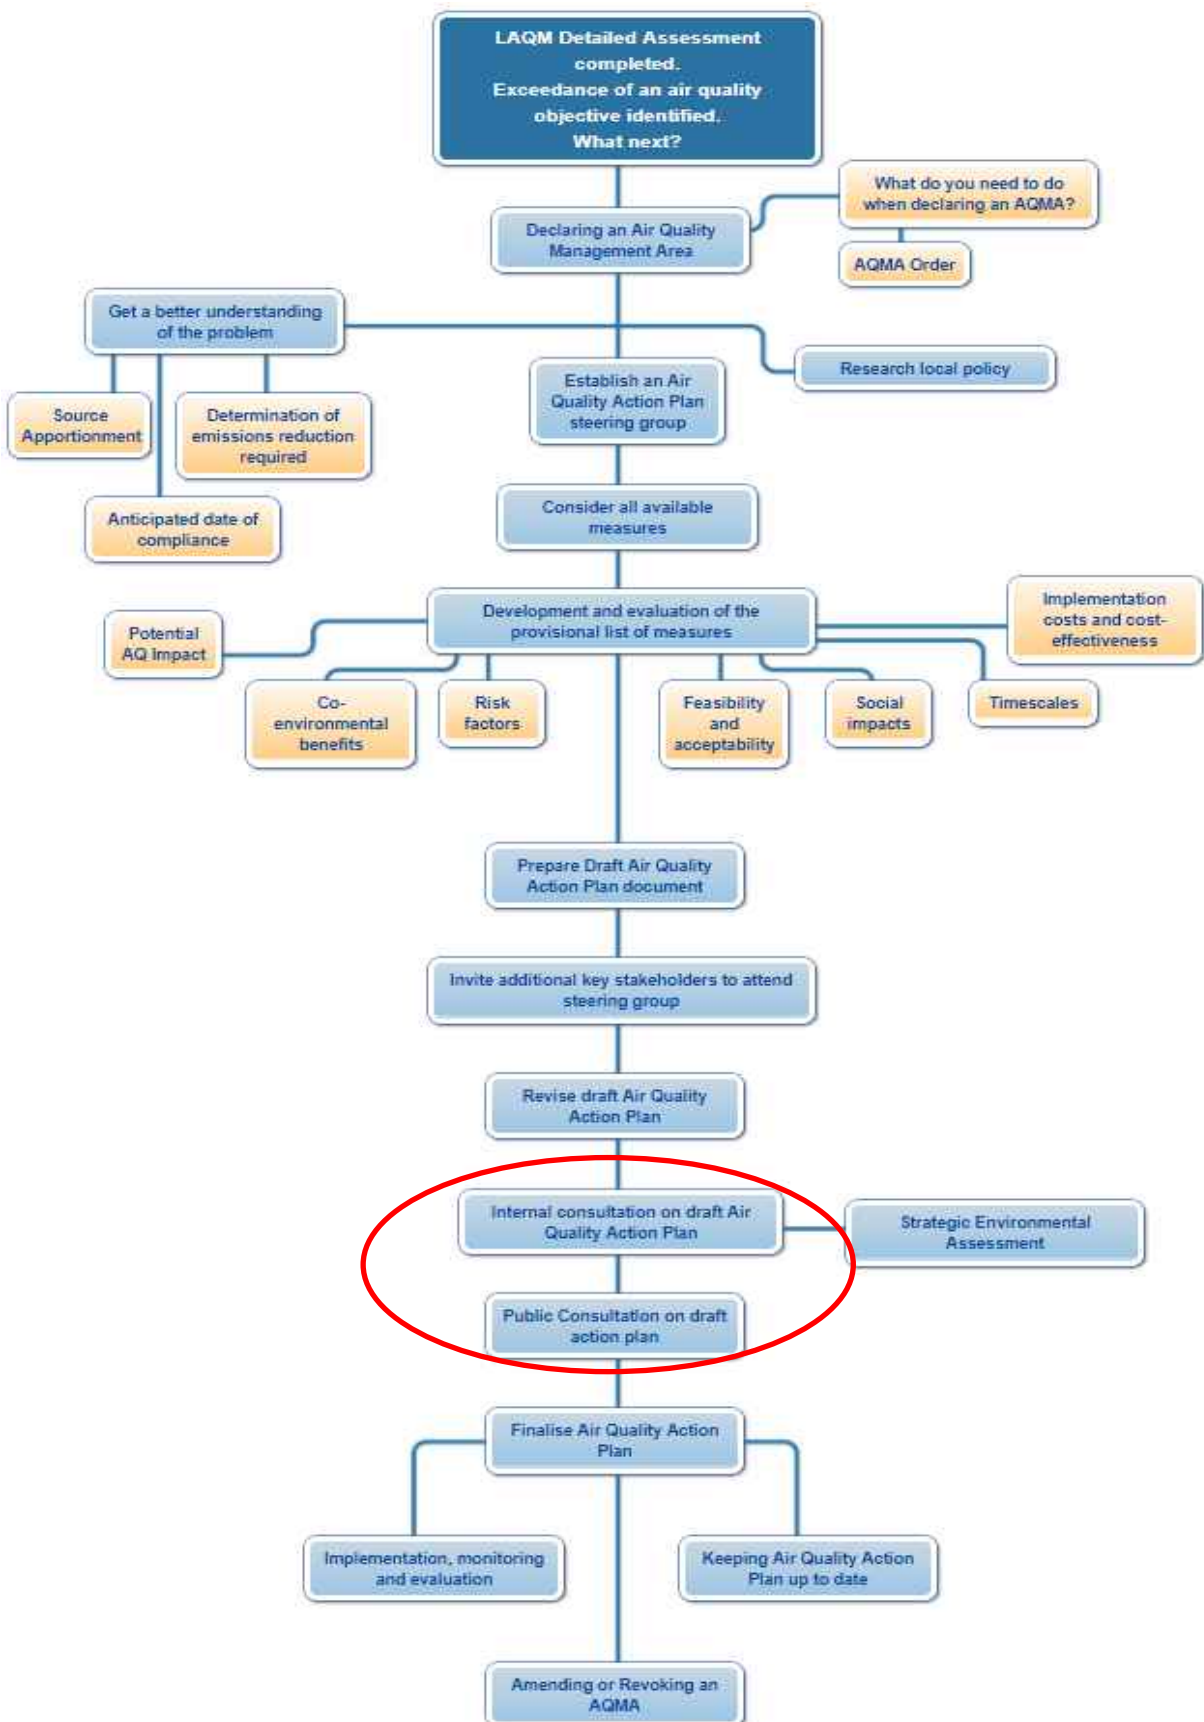 LAQM Detailed Assessment
completed.
Exceedance of an air quality
objective identified.
What next?
What do you need to do
when declaring an AQMA?
Declaring an Air Quality
Management Area
AQMA Order
Get a better understanding
of the problem
Research local policy
Establish an Air
Quality Action Plan
steering group
Source
Apportionment
Determination of
emissions reduction
required
Anticipated date of
compliance
Consider all available
measures
Development and evaluation of the
provisional list of measures
Implementation
costs and cost-
effectiveness
Potential
AQ Impact
Co-
environmental
benefits
Risk
factors
Feasibility
and
acceptability
Social
impacts
Timescales
Prepare Draft Air Quality
Action Plan document
Invite additional key stakeholders to attend
steering group
Revise draft Air Quality
Action Plan
Internal consultation on draft Air
Quality Action Plan
Strategic Environmental
Assessment
Public Consultation on draft
action plan
Finalise Air Quality Action
Plan
Implementation, monitoring
and evaluation
Keeping Air Quality Action
Plan up to date
Amending or Revoking an
AQMA